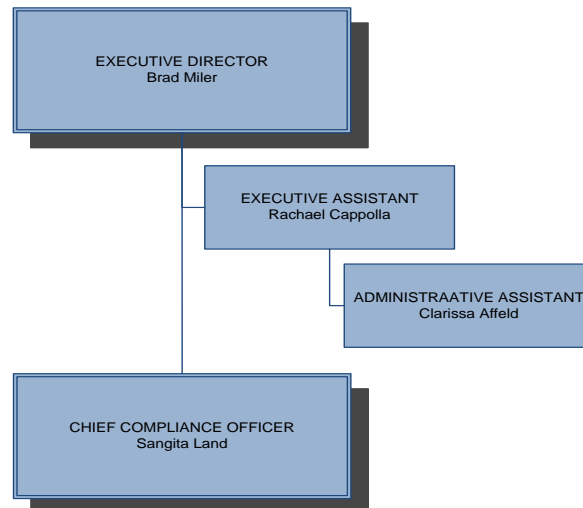 EXECUTIVE DIRECTOR
Brad Miler
EXECUTIVE ASSISTANT
Rachael Cappolla
ADMINISTRAATIVE ASSISTANT
Clarissa Affeld
CHIEF COMPLIANCE OFFICER
Sangita Land